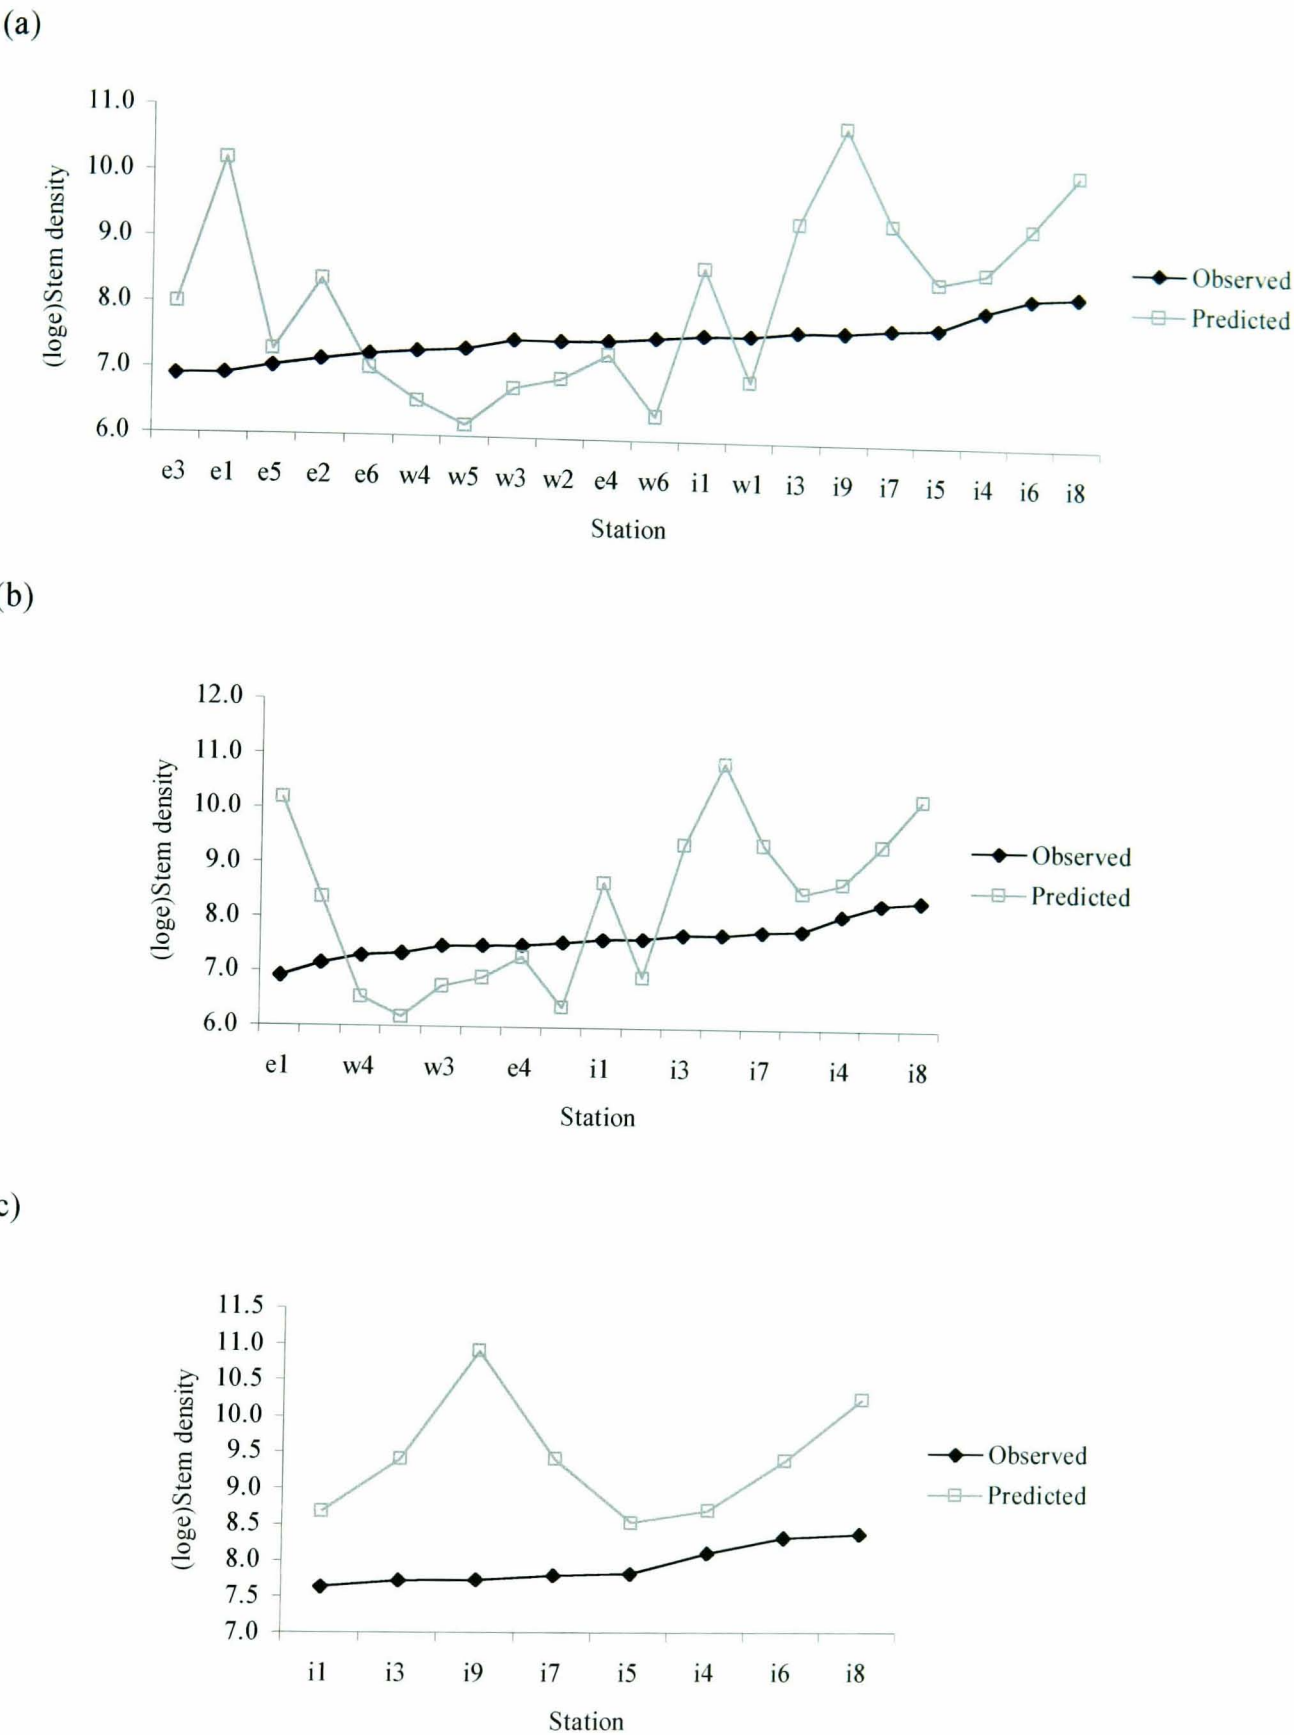 (a)
11.0
10.0
9.0
8.0
7.0
6.0
(loge)Stem density
e3 e1 e5 e2 e6 w4 w5 w3 w2 e4 w6 i1 w1 i3 i9 i7 i5 i4 i6 i8
Station
Observed
Predicted
(b)
12.0
11.0
10.0
9.0
8.0
7.0
6.0
(loge)Stem density
e1 w4 w3 e4 i1 i3 i7 i4 i8
Station
Observed
Predicted
c)
11.5
11.0
10.5
10.0
9.5
9.0
8.5
8.0
7.5
7.0
(loge)Stem density
i1 i3 i9 i7 i5 i4 i6 i8
Station
Observed
Predicted